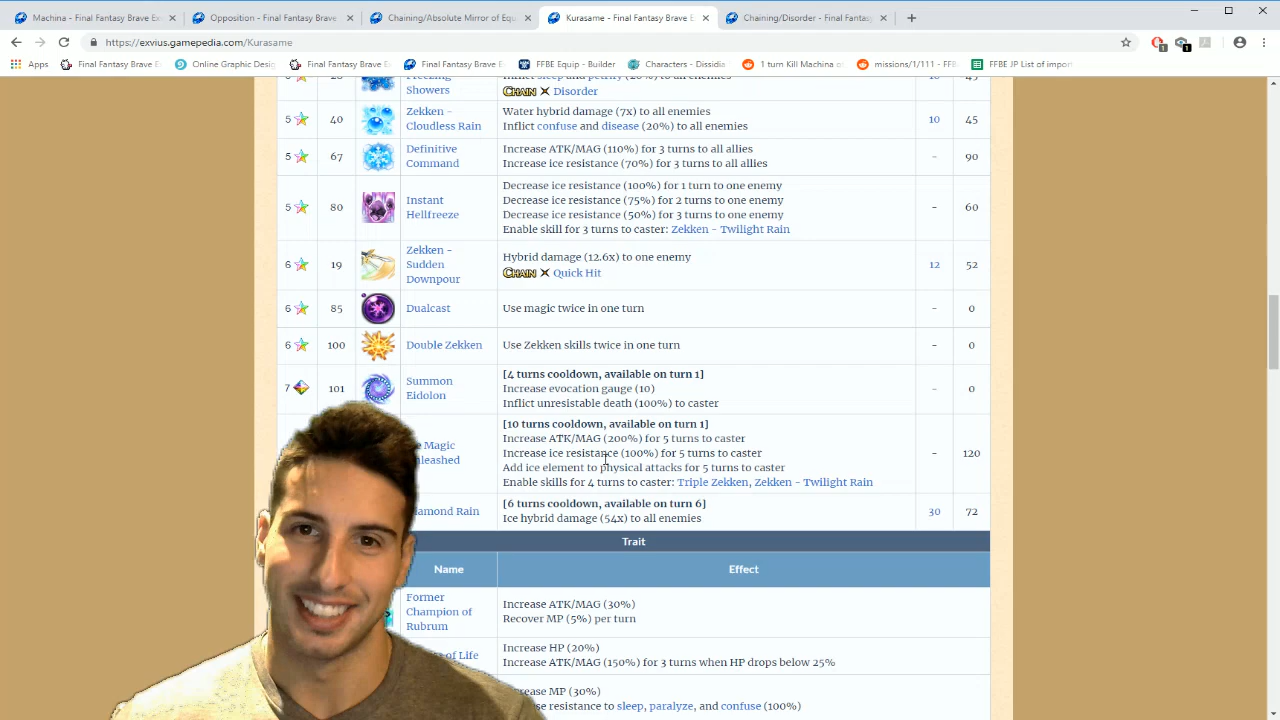 Machina - Final Fantasy Brave Ex
Opposition - Final Fantasy Brave
Chaining/Absolute Mirror of Equ
Kurasame - Final Fantasy Brave E
Chaining/Disorder - Final Fantasy
https://exvius.gamepedia.com/Kurasame
1
1
Apps
Final Fantasy Brave E
Online Graphic Desig
Final Fantasy Brave E
Final Fantasy Brave E
FFBE Equip - Builder
Characters - Dissidia
1 turn Kill Machina o
missions/1/111 - FFB
FFBE JP List of import
Freezing
Showers
CHAIN Disorder
5 40 Zekken - Cloudless Rain
Water hybrid damage (7x) to all enemies
Inflict confuse and disease (20%) to all enemies
10 45
5 67 Definitive Command
Increase ATK/MAG (110%) for 3 turns to all allies
Increase ice resistance (70%) for 3 turns to all allies
- 90
5 80 Instant Hellfreeze
Decrease ice resistance (100%) for 1 turn to one enemy
Decrease ice resistance (75%) for 2 turns to one enemy
Decrease ice resistance (50%) for 3 turns to one enemy
Enable skill for 3 turns to caster: Zekken - Twilight Rain
- 60
6 19 Zekken - Sudden Downpour
Hybrid damage (12.6x) to one enemy
CHAIN Quick Hit
12 52
6 85 Dualcast Use magic twice in one turn - 0
6 100 Double Zekken Use Zekken skills twice in one turn - 0
7 101 Summon Eidolon
[4 turns cooldown, available on turn 1]
Increase evocation gauge (10)
Inflict unresistable death (100%) to caster
- 0
Magic
[10 turns cooldown, available on turn 1]
Increase ATK/MAG (200%) for 5 turns to caster
Increase ice resistance (100%) for 5 turns to caster
Add ice element to physical attacks for 5 turns to caster
Enable skills for 4 turns to caster: Triple Zekken, Zekken - Twilight Rain
- 120
Rain
[6 turns cooldown, available on turn 6]
Ice hybrid damage (54x) to all enemies
30 72
Trait
Name Effect
Former Champion of Rubrum
Increase ATK/MAG (30%)
Recover MP (5%) per turn
of Life
Increase HP (20%)
Increase ATK/MAG (150%) for 3 turns when HP drops below 25%
MP (30%)
resistance to sleep, paralyze, and confuse (100%)